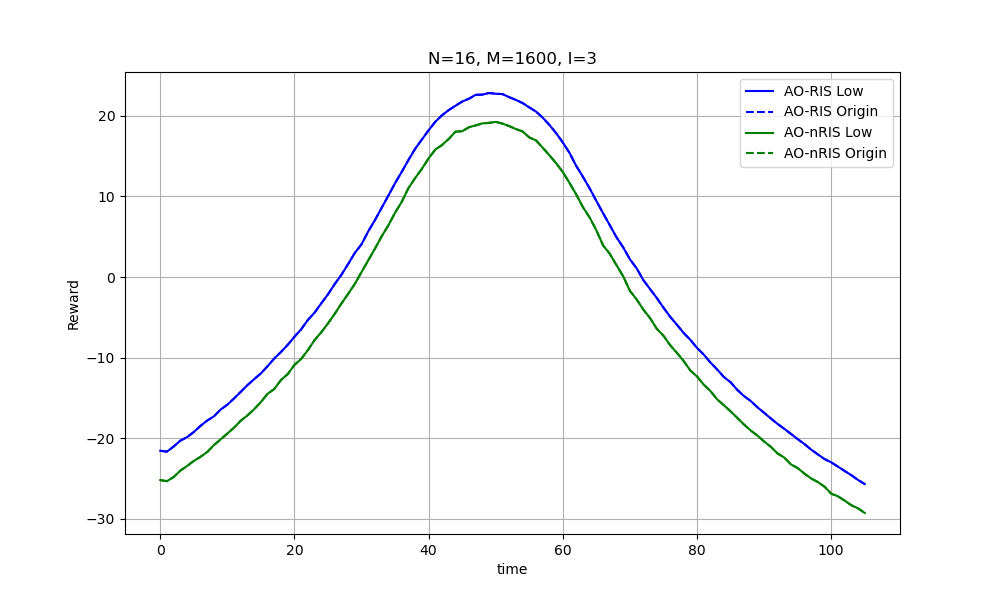 N=16, M=1600, I=3
AO-RIS Low
AO-RIS Origin
AO-nRIS Low
AO-nRIS Origin
Reward
20
10
0
−10
−20
−30
0 20 40 60 80 100
time